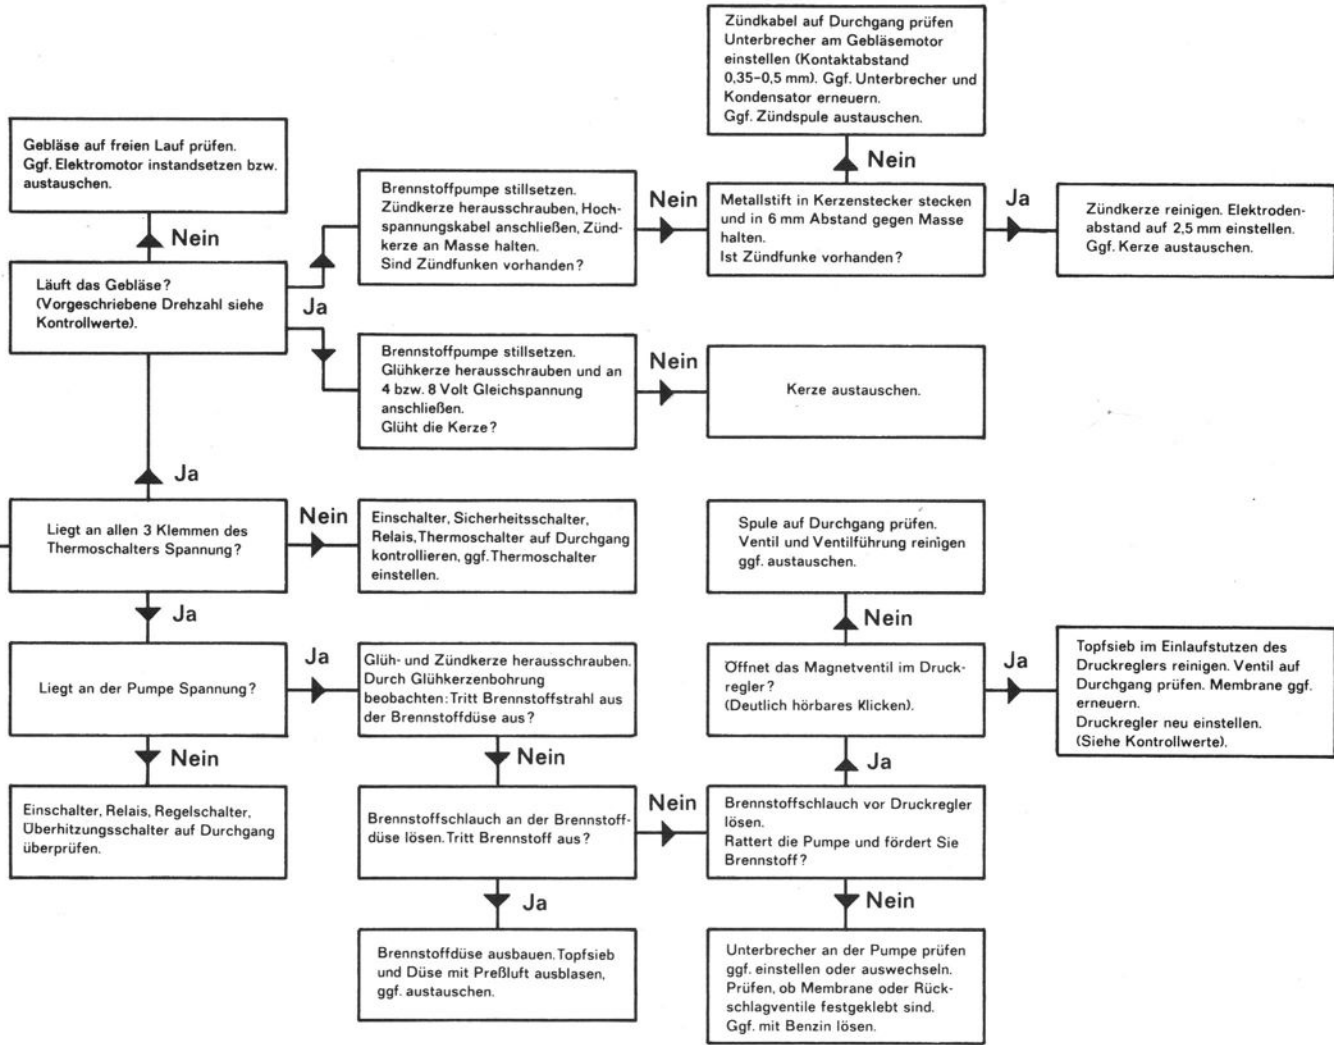 Zündkabel auf Durchgang prüfen
Unterbrecher am Gebläsemotor
einstellen (Kontaktabstand
0,35–0,5 mm). Ggf. Unterbrecher und
Kondensator erneuern.
Ggf. Zündspule austauschen.
Gebläse auf freien Lauf prüfen.
Ggf. Elektromotor instandsetzen bzw.
austauschen.
Nein
Nein
Brennstoffpumpe stillsetzen.
Zündkerze herausschrauben, Hoch-
spannungskabel anschließen, Zünd-
kerze an Masse halten.
Sind Zündfunken vorhanden?
Nein
Metallstift in Kerzenstecker stecken
und in 6 mm Abstand gegen Masse
halten.
Ist Zündfunke vorhanden?
Ja
Zündkerze reinigen. Elektroden-
abstand auf 2,5 mm einstellen.
Ggf. Kerze austauschen.
Läuft das Gebläse?
(Vorgeschriebene Drehzahl siehe
Kontrollwerte).
Ja
Brennstoffpumpe stillsetzen.
Glühkerze herausschrauben und an
4 bzw. 8 Volt Gleichspannung
anschließen.
Glüht die Kerze?
Nein
Kerze austauschen.
Ja
Liegt an allen 3 Klemmen des
Thermoschalters Spannung?
Nein
Einschalter, Sicherheitsschalter,
Relais, Thermoschalter auf Durchgang
kontrollieren, ggf. Thermoschalter
einstellen.
Spule auf Durchgang prüfen.
Ventil und Ventilführung reinigen
ggf. austauschen.
Ja
Nein
Liegt an der Pumpe Spannung?
Ja
Glüh- und Zündkerze herausschrauben.
Durch Glühkerzenbohrung
beobachten: Tritt Brennstoffstrahl aus
der Brennstoffdüse aus?
Öffnet das Magnetventil im Druck-
regler?
(Deutlich hörbares Klicken).
Ja
Topfsieb im Einlaufstutzen des
Druckreglers reinigen. Ventil auf
Durchgang prüfen. Membrane ggf.
erneuern.
Druckregler neu einstellen.
(Siehe Kontrollwerte).
Nein
Nein
Ja
Einschalter, Relais, Regelschalter,
Überhitzungsschalter auf Durchgang
überprüfen.
Brennstoffschlauch an der Brennstoff-
düse lösen. Tritt Brennstoff aus?
Nein
Brennstoffschlauch vor Druckregler
lösen.
Rattert die Pumpe und fördert Sie
Brennstoff?
Ja
Nein
Brennstoffdüse ausbauen. Topfsieb
und Düse mit Preßluft ausblasen,
ggf. austauschen.
Unterbrecher an der Pumpe prüfen
ggf. einstellen oder auswechseln.
Prüfen, ob Membrane oder Rück-
schlagventile festgeklebt sind.
Ggf. mit Benzin lösen.